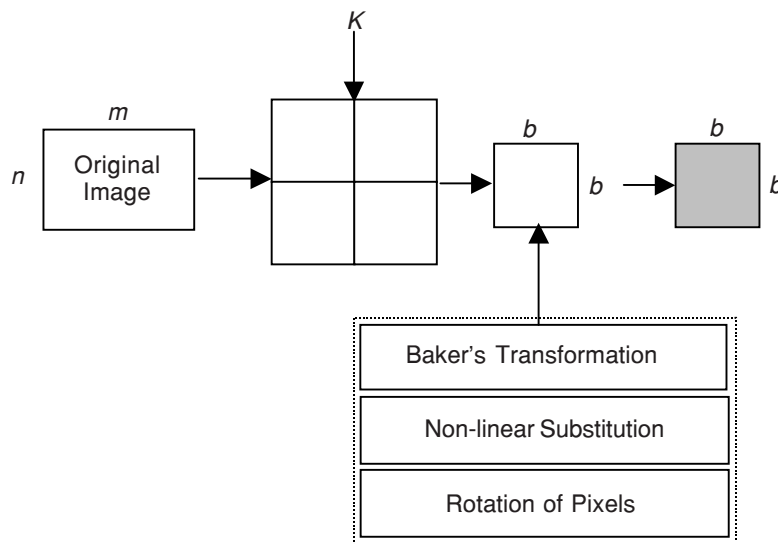 K
m
n
Original
Image
b
b
b
b
Baker's Transformation
Non-linear Substitution
Rotation of Pixels